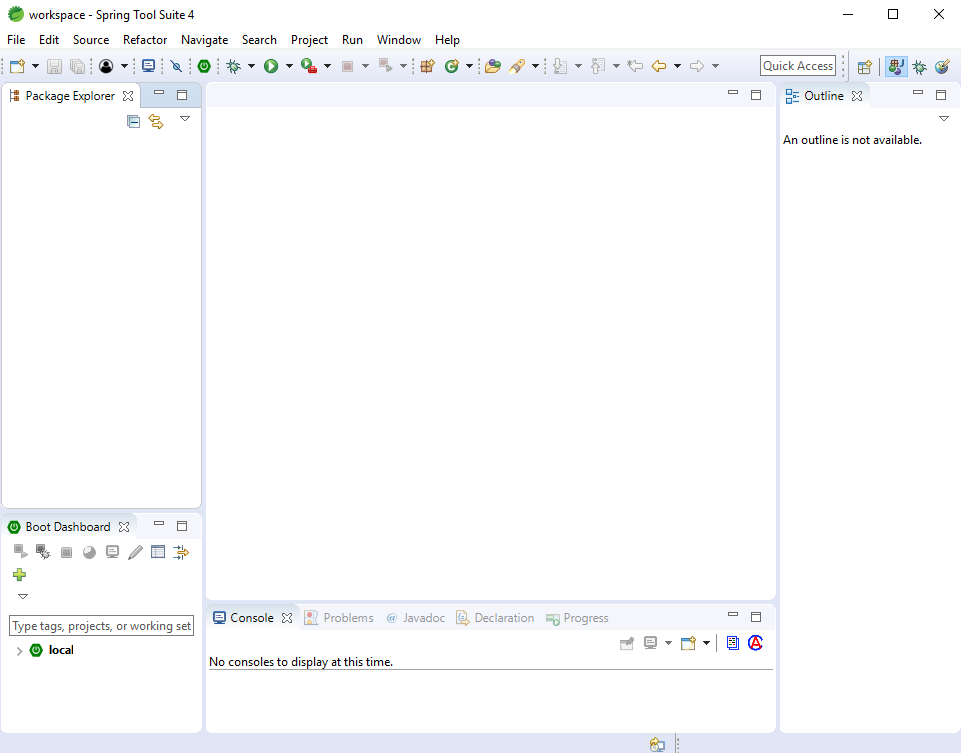 workspace - Spring Tool Suite 4
File Edit Source Refactor Navigate Search Project Run Window Help
Quick Access
Package Explorer
Outline
An outline is not available.
Boot Dashboard
Type tags, projects, or working set
local
Console Problems @ Javadoc Declaration Progress
No consoles to display at this time.